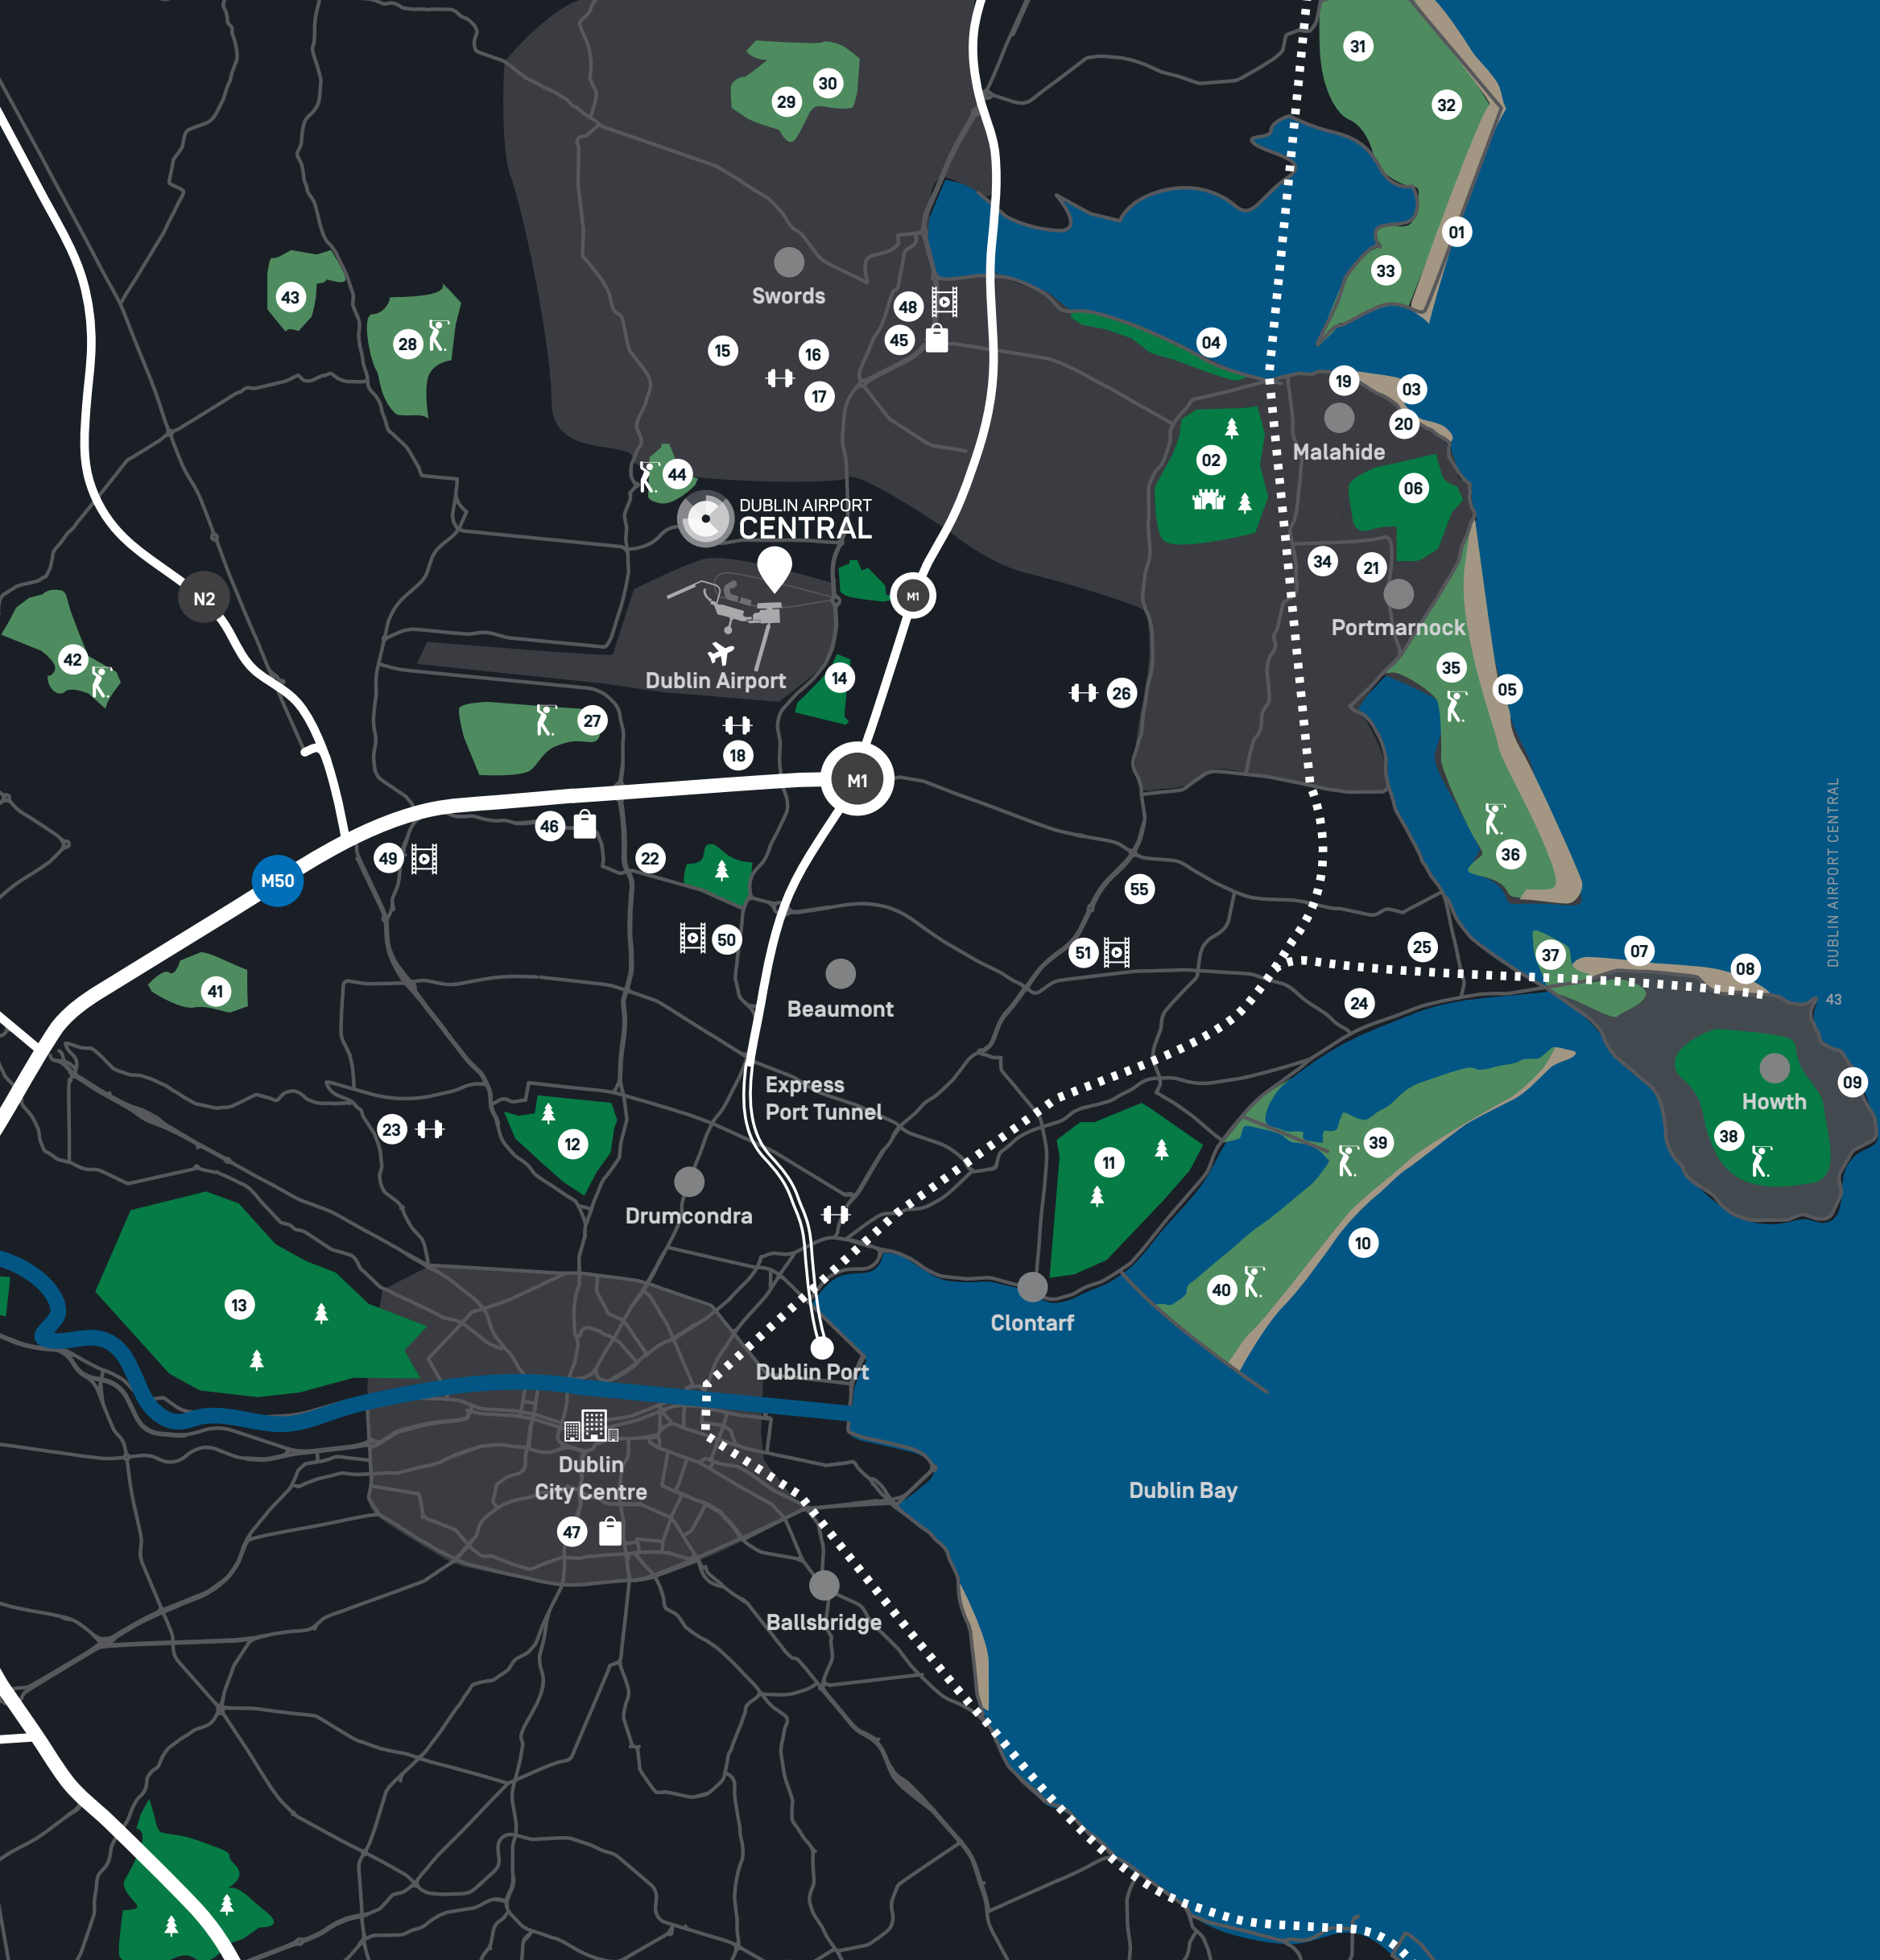 31
30
29
32
01
33
Swords
43
48
28
45
04
15
16
17
19
03
20
Malahide
02
44
06
DUBLIN AIRPORT
CENTRAL
34
21
N2
M1
Portmarnock
42
35
Dublin Airport
14
05
26
27
18
M1
46
49
22
36
M50
55
DUBLIN AIRPORT CENTRAL
50
51
25
37
07
08
41
Beaumont
24
43
Howth
09
Express
Port Tunnel
23
12
11
39
38
Drumcondra
10
13
40
Clontarf
Dublin Port
Dublin
City Centre
Dublin Bay
47
Ballsbridge